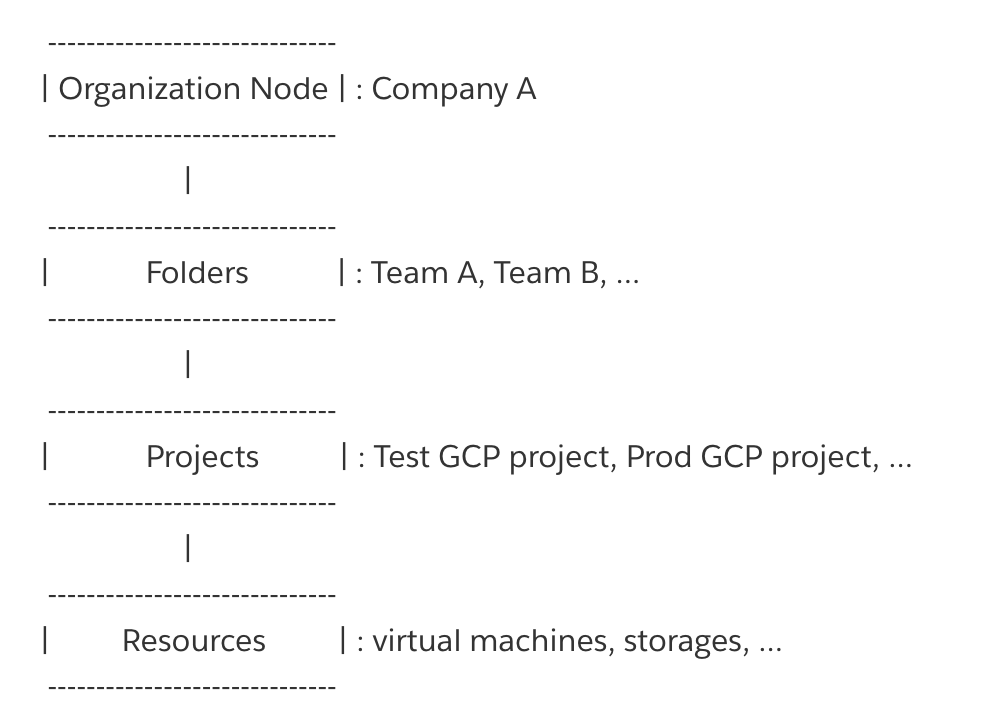 ------------------------------
| Organization Node | : Company A
------------------------------
|
------------------------------
| Folders | : Team A, Team B, ...
------------------------------
|
------------------------------
| Projects | : Test GCP project, Prod GCP project, ...
------------------------------
|
------------------------------
| Resources | : virtual machines, storages, ...
------------------------------